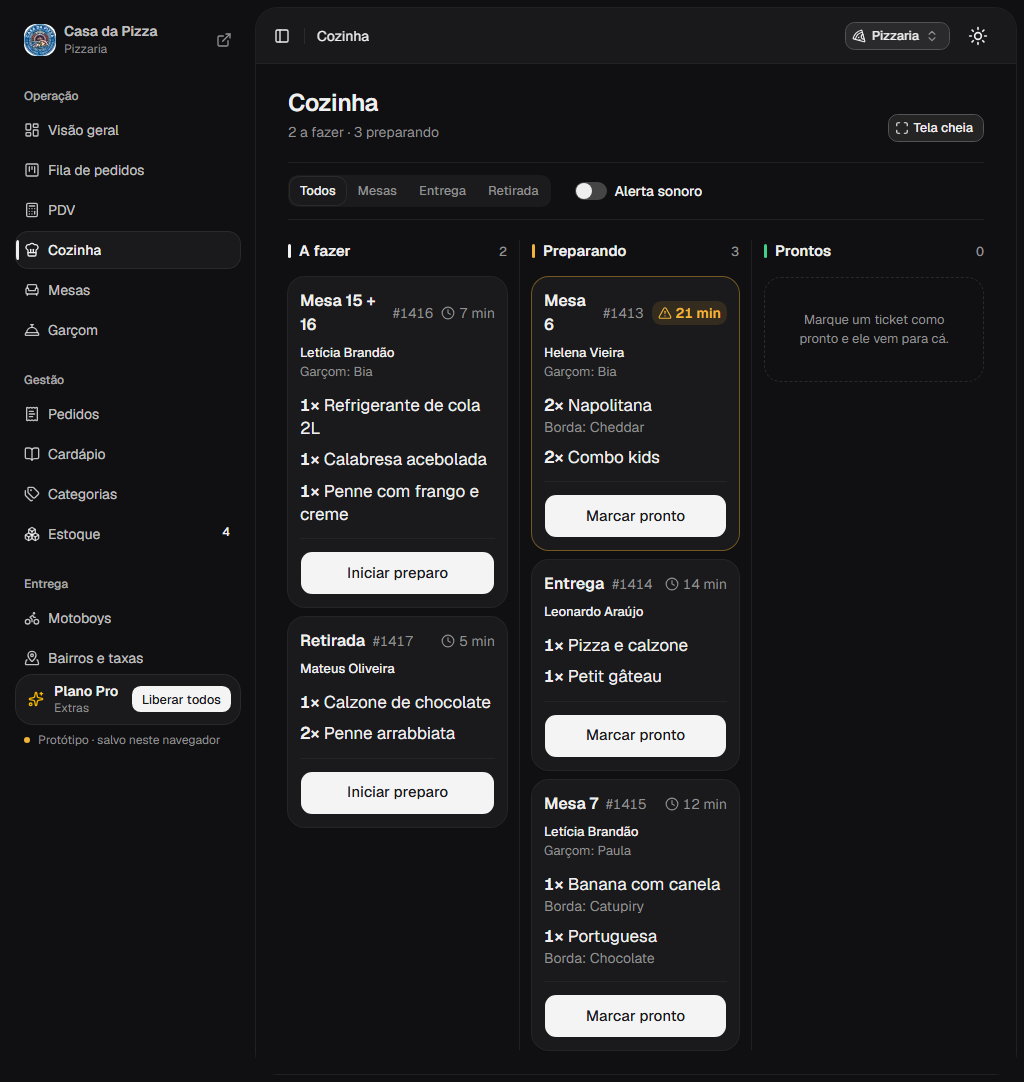 Casa da Pizza
Pizzaria
Operação
Visão geral
Fila de pedidos
PDV
Cozinha
Mesas
Garçom
Gestão
Pedidos
Cardápio
Categorias
Estoque 4
Entrega
Motoboys
Bairros e taxas
Plano Pro
Extras
Liberar todos
Protótipo · salvo neste navegador
Cozinha
Pizzaria
Cozinha
2 a fazer · 3 preparando
Tela cheia
Todos Mesas Entrega Retirada
Alerta sonoro
A fazer 2
Mesa 15 +
16
#1416 7 min
Letícia Brandão
Garçom: Bia
1× Refrigerante de cola
2L
1× Calabresa acebolada
1× Penne com frango e
creme
Iniciar preparo
Retirada #1417 5 min
Mateus Oliveira
1× Calzone de chocolate
2× Penne arrabbiata
Iniciar preparo
Preparando 3
Mesa
6
#1413 21 min
Helena Vieira
Garçom: Bia
2× Napolitana
Borda: Cheddar
2× Combo kids
Marcar pronto
Entrega #1414 14 min
Leonardo Araújo
1× Pizza e calzone
1× Petit gâteau
Marcar pronto
Mesa 7 #1415 12 min
Letícia Brandão
Garçom: Paula
1× Banana com canela
Borda: Catupiry
1× Portuguesa
Borda: Chocolate
Marcar pronto
Prontos 0
Marque um ticket como
pronto e ele vem para cá.